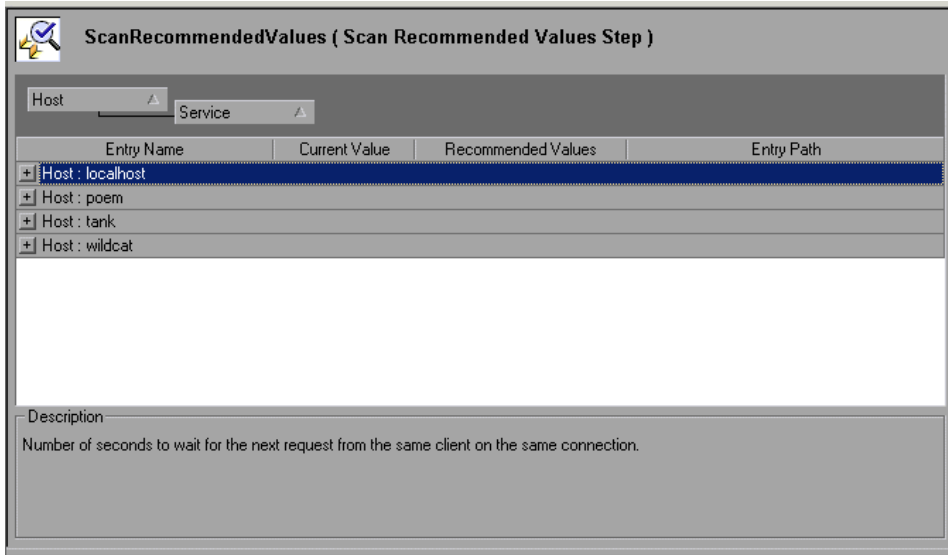 ScanRecommendedValues ( Scan Recommended Values Step )
Host
Service
Entry Name Current Value Recommended Values Entry Path
Host : localhost
Host : poem
Host : tank
Host : wildcat
Description
Number of seconds to wait for the next request from the same client on the same connection.